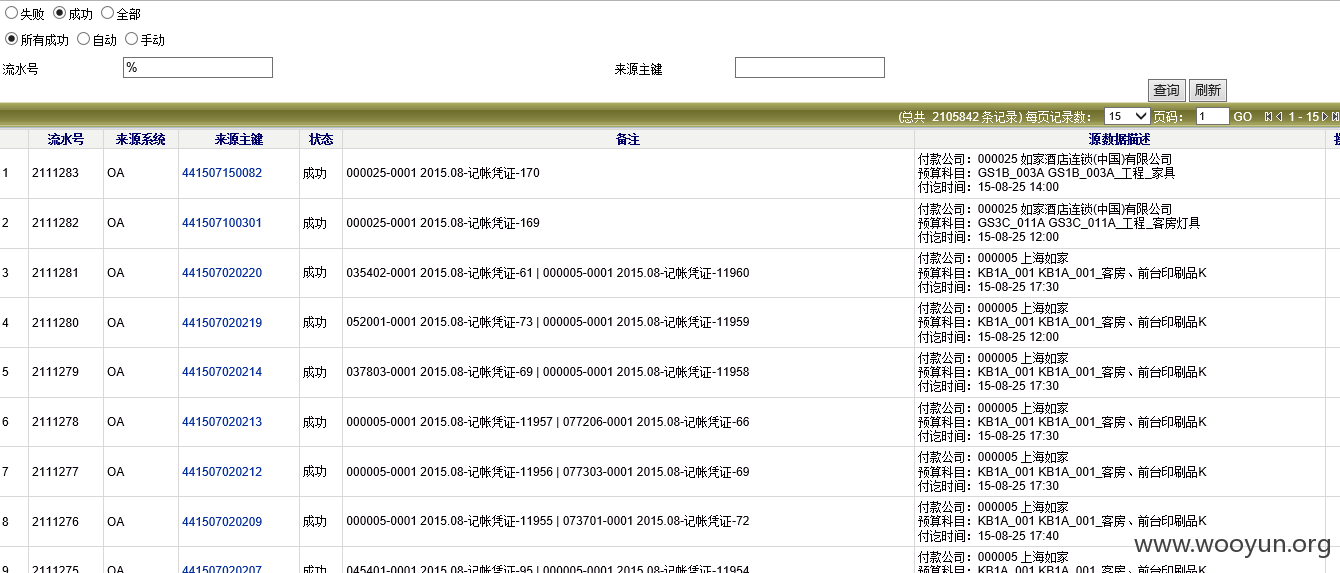 失败 成功 全部
所有成功 自动 手动
流水号 % 来源主键
查询 刷新
(总共 2105842 条记录) 每页记录数: 15 页码: 1 GO 1 - 15
流水号 来源系统 来源主键 状态 备注 源数据描述
1 2111283 OA 441507150082 成功 000025-0001 2015.08-记帐凭证-170
付款公司: 000025 如家酒店连锁(中国)有限公司
预算科目: GS1B_003A GS1B_003A_工程_家具
付讫时间: 15-08-25 14:00
2 2111282 OA 441507100301 成功 000025-0001 2015.08-记帐凭证-169
付款公司: 000025 如家酒店连锁(中国)有限公司
预算科目: GS3C_011A GS3C_011A_工程_客房灯具
付讫时间: 15-08-25 12:00
3 2111281 OA 441507020220 成功 035402-0001 2015.08-记帐凭证-61 | 000005-0001 2015.08-记帐凭证-11960
付款公司: 000005 上海如家
预算科目: KB1A_001 KB1A_001_客房、前台印刷品K
付讫时间: 15-08-25 17:30
4 2111280 OA 441507020219 成功 052001-0001 2015.08-记帐凭证-73 | 000005-0001 2015.08-记帐凭证-11959
付款公司: 000005 上海如家
预算科目: KB1A_001 KB1A_001_客房、前台印刷品K
付讫时间: 15-08-25 12:00
5 2111279 OA 441507020214 成功 037803-0001 2015.08-记帐凭证-69 | 000005-0001 2015.08-记帐凭证-11958
付款公司: 000005 上海如家
预算科目: KB1A_001 KB1A_001_客房、前台印刷品K
付讫时间: 15-08-25 17:30
6 2111278 OA 441507020213 成功 000005-0001 2015.08-记帐凭证-11957 | 077206-0001 2015.08-记帐凭证-66
付款公司: 000005 上海如家
预算科目: KB1A_001 KB1A_001_客房、前台印刷品K
付讫时间: 15-08-25 17:30
7 2111277 OA 441507020212 成功 000005-0001 2015.08-记帐凭证-11956 | 077303-0001 2015.08-记帐凭证-69
付款公司: 000005 上海如家
预算科目: KB1A_001 KB1A_001_客房、前台印刷品K
付讫时间: 15-08-25 17:30
8 2111276 OA 441507020209 成功 000005-0001 2015.08-记帐凭证-11955 | 073701-0001 2015.08-记帐凭证-72
付款公司: 000005 上海如家
预算科目: KB1A_001 KB1A_001_客房、前台印刷品K
付讫时间: 15-08-25 17:40
9 2111275 OA 441507020207 成功 045401-0001 2015.08-记帐凭证-95 | 000005-0001 2015.08-记帐凭证-11954
付款公司: 000005 上海如家
预算科目: KB1A_001 KB1A_001_客房、前台印刷品K
www.wooyun.org